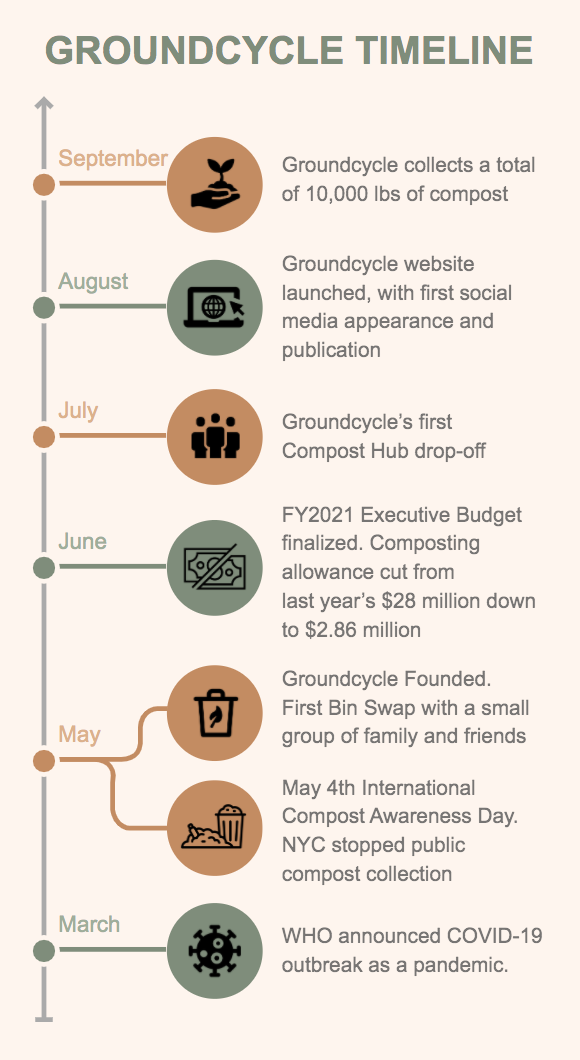 GROUNDCYCLE TIMELINE
September
Groundcycle collects a total
of 10,000 lbs of compost
August
Groundcycle website
launched, with first social
media appearance and
publication
July
Groundcycle’s first
Compost Hub drop-off
June
FY2021 Executive Budget
finalized. Composting
allowance cut from
last year’s $28 million down
to $2.86 million
May
Groundcycle Founded.
First Bin Swap with a small
group of family and friends
May 4th International
Compost Awareness Day.
NYC stopped public
compost collection
March
WHO announced COVID-19
outbreak as a pandemic.